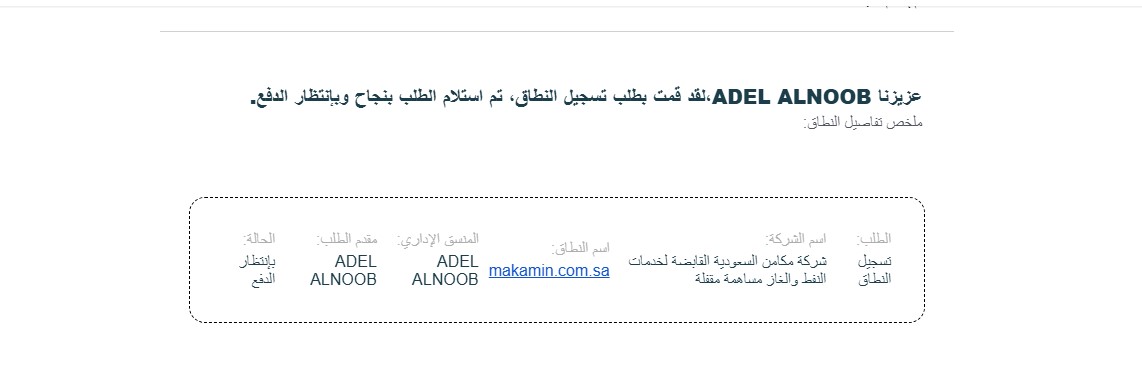 عزيزنا ADEL ALNOOB،لقد قمت بطلب تسجيل النطاق، تم استلام الطلب بنجاح وبإنتظار الدفع.
ملخص تفاصيل النطاق:
الطلب:
تسجيل
النطاق
اسم الشركة:
شركة مكامن السعودية القابضة لخدمات
النفط والغاز مساهمة مقفلة
اسم النطاق:
makamin.com.sa
المنسق الإداري:
ADEL
ALNOOB
مقدم الطلب:
ADEL
ALNOOB
الحالة:
بإنتظار
الدفع